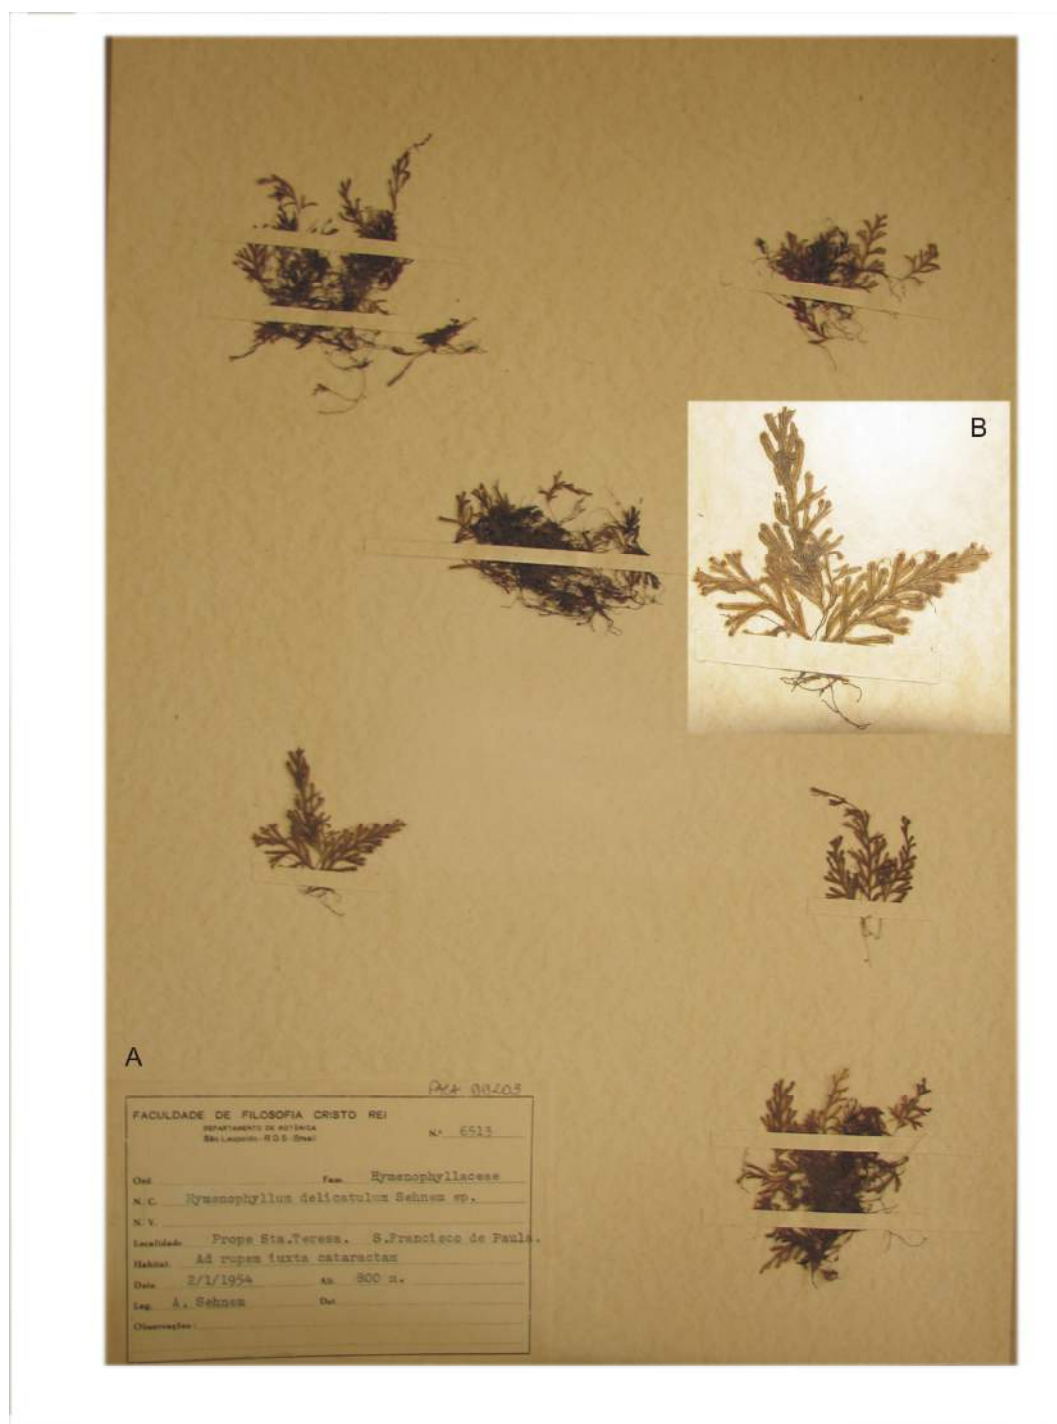 B
A
PACA 88203
FACULDADE DE FILOSOFIA CRISTO REI
DEPARTAMENTO DE BOTÂNICA
São Leopoldo - R G S - Brasil
N.º 6513
Ord. Fam. Hymenophyllaceae
N. C. Hymenophyllum delicatulum Sehnem sp.
N. V.
Localidade Prope Sta.Teresa. S.Francisco de Paula.
Habitat. Ad rupem iuxta cataractam
Data 2/1/1954 Alt. 800 m.
Leg. A. Sehnem Det.
Observações: